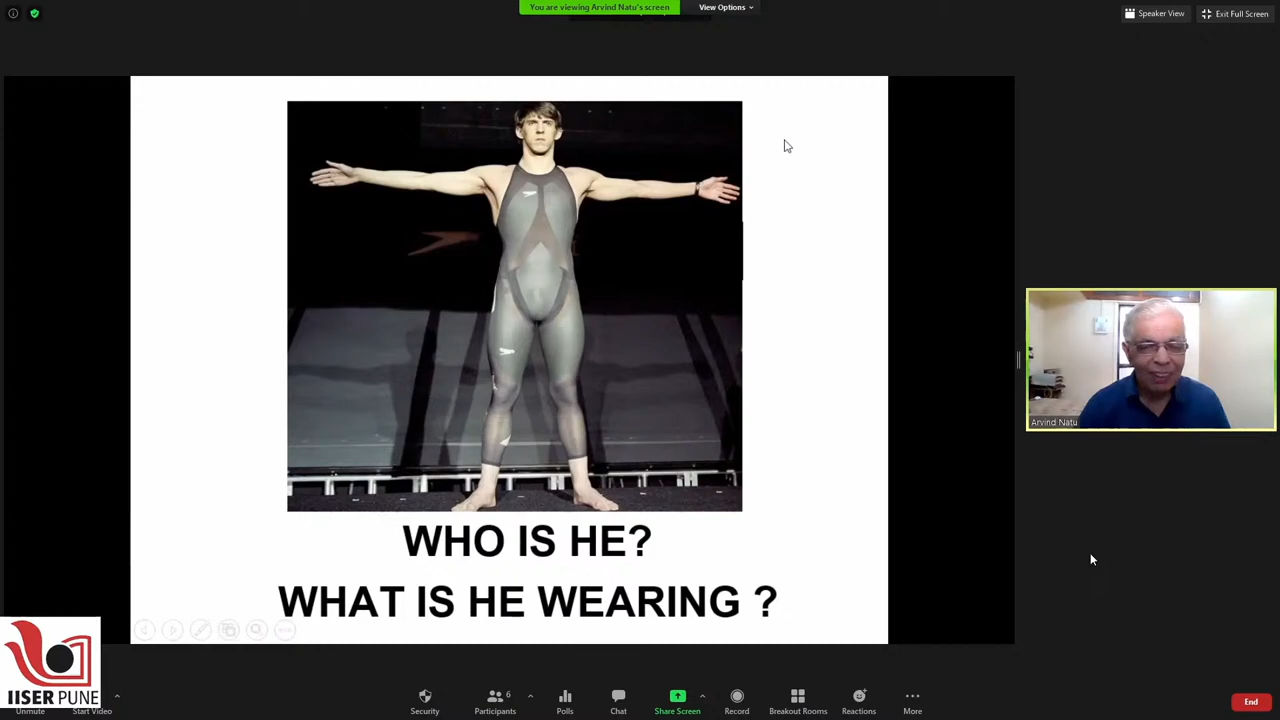 You are viewing Arvind Natu's screen
View Options
Speaker View
Exit Full Screen
WHO IS HE?
WHAT IS HE WEARING ?
Arvind Natu
IISER PUNE
Unmute
Start Video
Security
Participants
6
Polls
Chat
Share Screen
Record
Breakout Rooms
Reactions
More
End